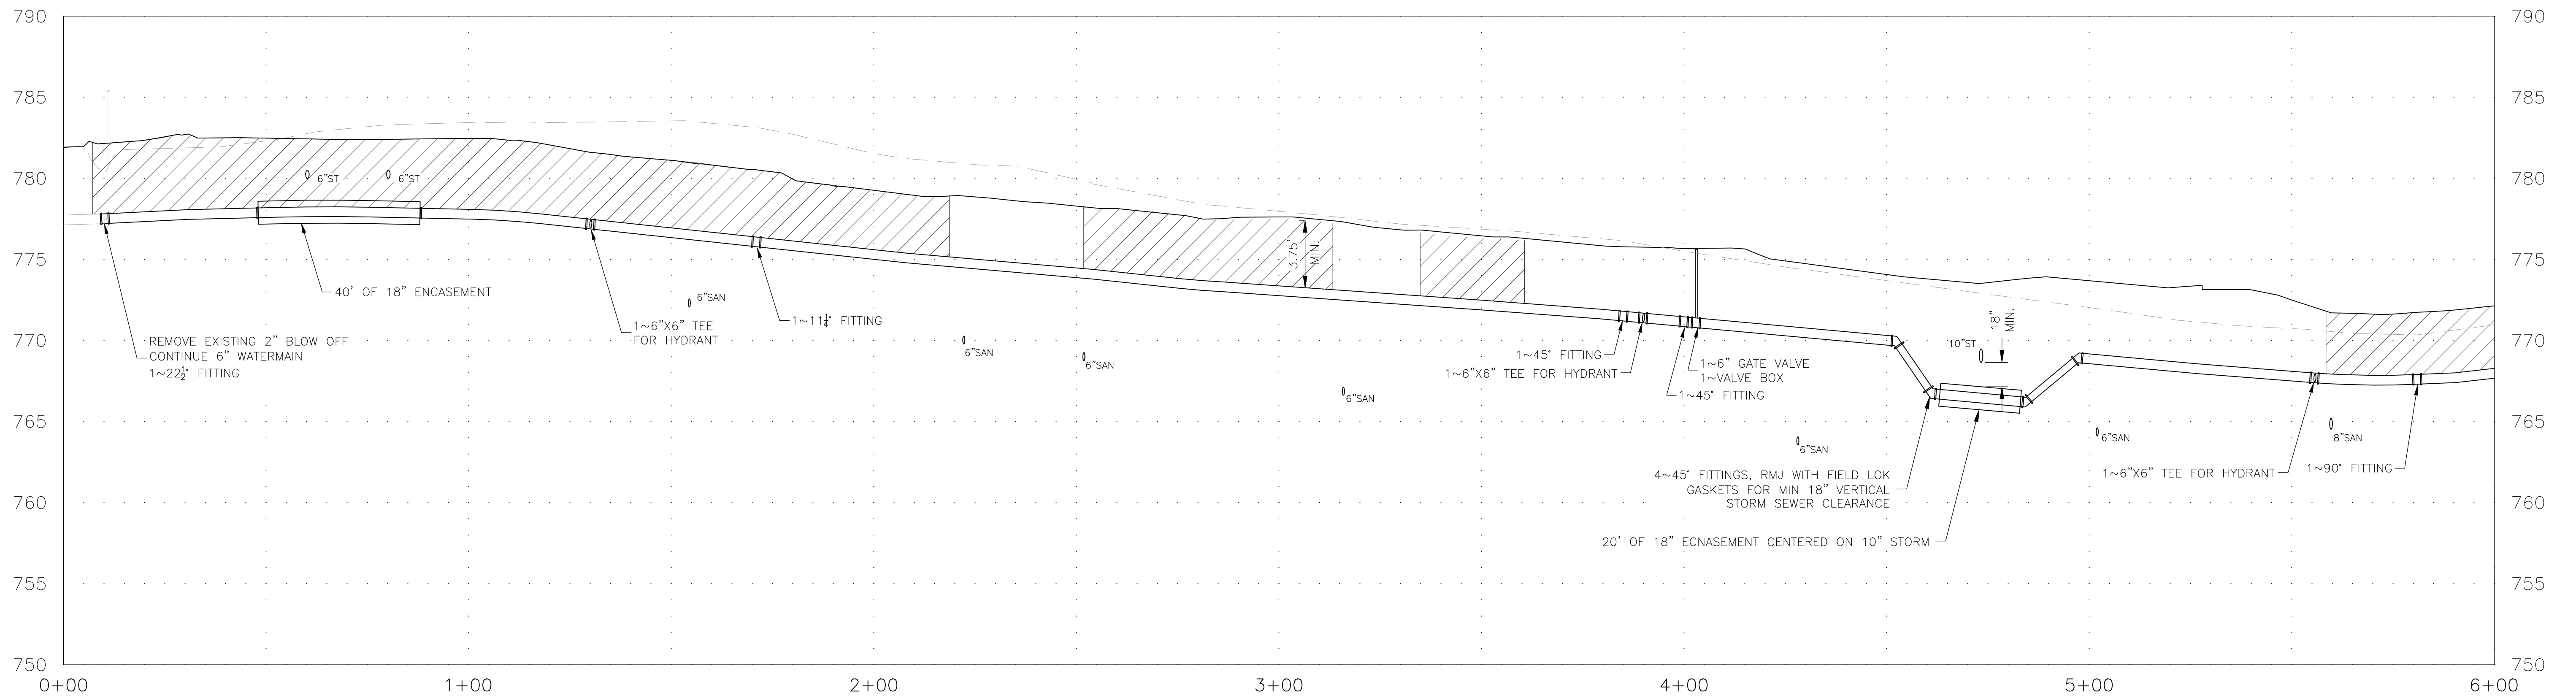 790
790
785
785
780
780
775
775
770
770
765
765
760
760
755
755
750
750
6"ST
6"ST
40' OF 18" ENCASEMENT
REMOVE EXISTING 2" BLOW OFF
CONTINUE 6" WATERMAIN
1~22½° FITTING
6"SAN
1~6"X6" TEE
FOR HYDRANT
1~11¼° FITTING
6"SAN
6"SAN
3.75'
MIN.
6"SAN
1~45° FITTING
1~6"X6" TEE FOR HYDRANT
1~6" GATE VALVE
1~VALVE BOX
1~45° FITTING
6"SAN
10"ST
18"
MIN.
4~45° FITTINGS, RMJ WITH FIELD LOK
GASKETS FOR MIN 18" VERTICAL
STORM SEWER CLEARANCE
20' OF 18" ECNASEMENT CENTERED ON 10" STORM
6"SAN
1~6"X6" TEE FOR HYDRANT
8"SAN
1~90° FITTING
0+00
1+00
2+00
3+00
4+00
5+00
6+00